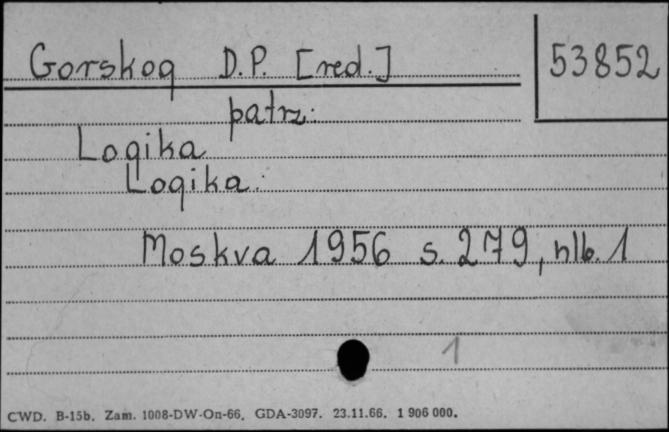 Gorskog D.P. [red.]
53852
patrz:
Logika
Logika.
Moskva 1956 s. 279, nlb. 1
1
CWD. B-15b. Zam. 1008-DW-On-66. GDA-3097. 23.11.66. 1 906 000.